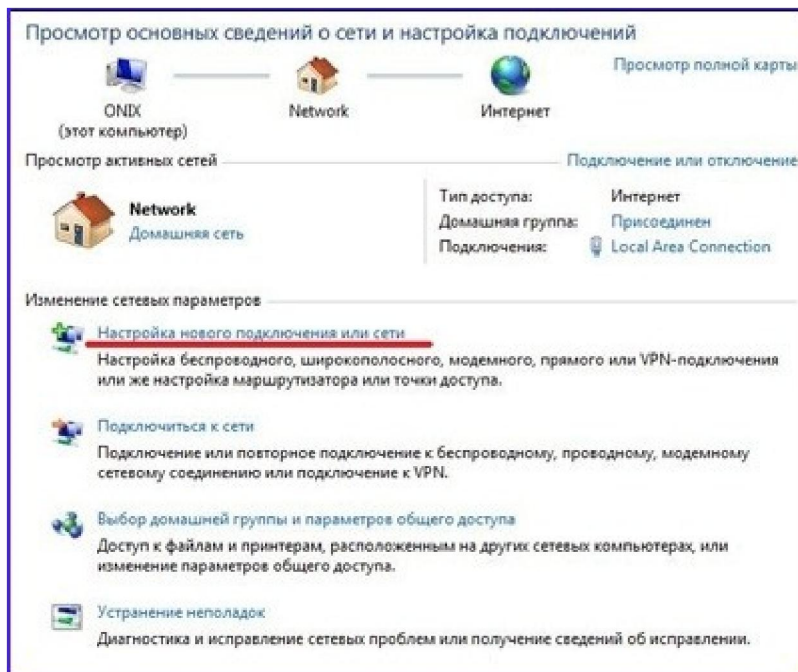 Просмотр основных сведений о сети и настройка подключений
Просмотр полной карты
ONIX
(этот компьютер)
Network
Интернет
Просмотр активных сетей
Подключение или отключение
Network
Домашняя сеть
Тип доступа: Интернет
Домашняя группа: Присоединен
Подключения: Local Area Connection
Изменение сетевых параметров
Настройка нового подключения или сети
Настройка беспроводного, широкополосного, модемного, прямого или VPN-подключения
или же настройка маршрутизатора или точки доступа.
Подключиться к сети
Подключение или повторное подключение к беспроводному, проводному, модемному
сетевому соединению или подключение к VPN.
Выбор домашней группы и параметров общего доступа
Доступ к файлам и принтерам, расположенным на других сетевых компьютерах, или
изменение параметров общего доступа.
Устранение неполадок
Диагностика и исправление сетевых проблем или получение сведений об исправлении.